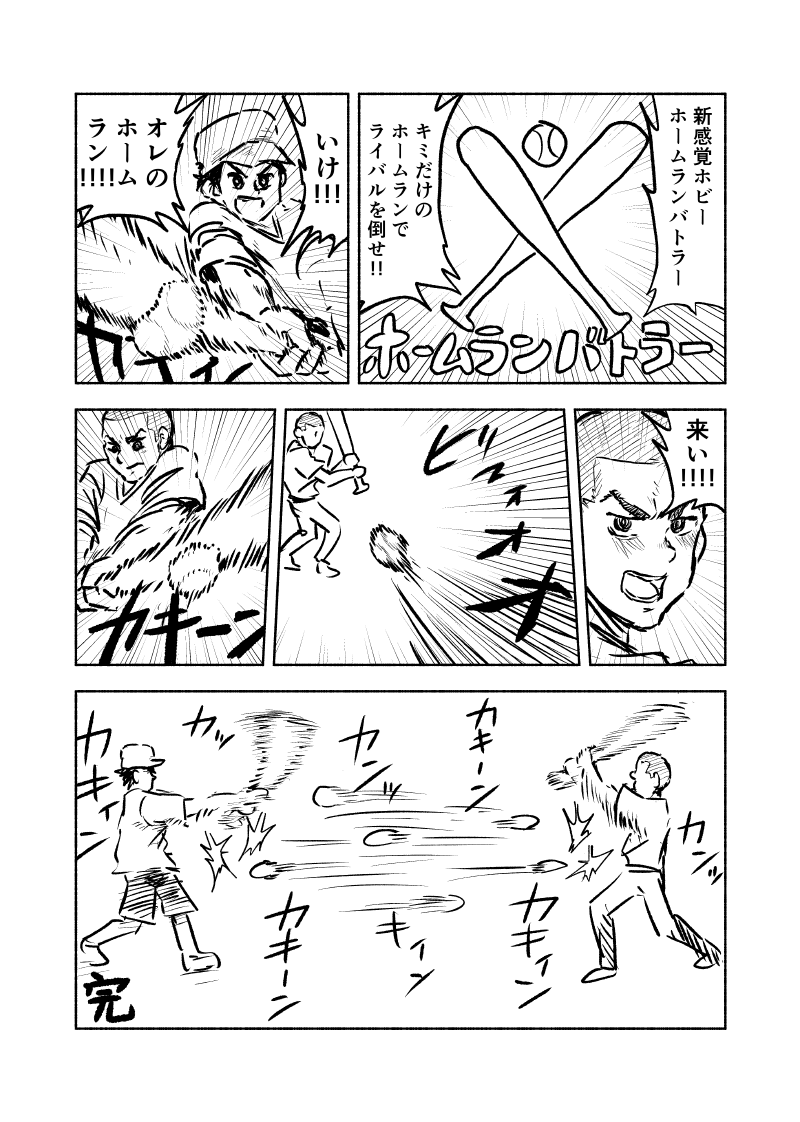 新感覚ホビー
ホームランバトラー
キミだけの
ホームランで
ライバルを倒せ!!
ホームランバトラー
いけ!!!
オレの
ホーム
ラン!!!!
カキィン
来い!!!!
ビィィオオ
カキーン
カキーン
カッ
カンッ
カッ
カキィン
カキィン
キィィン
カキーン
完